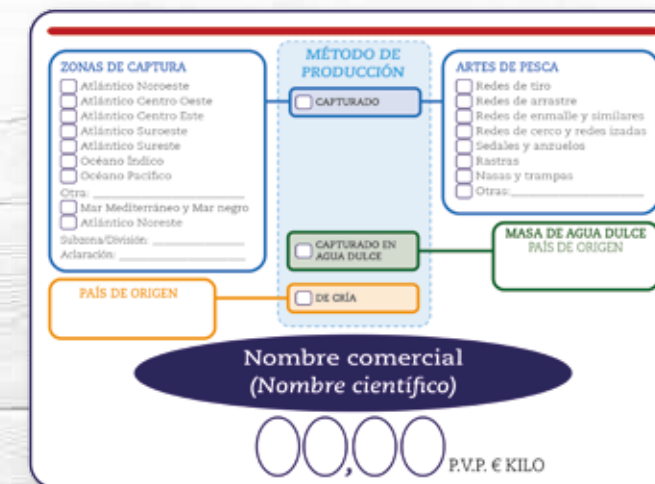 ZONAS DE CAPTURA
Atlántico Noroeste
Atlántico Centro Oeste
Atlántico Centro Este
Atlántico Suroeste
Atlántico Sureste
Océano Índico
Océano Pacífico
Otra:
Mar Mediterráneo y Mar negro
Atlántico Noreste
Subzona/División:
Aclaración:
MÉTODO DE
PRODUCCIÓN
CAPTURADO
CAPTURADO EN
AGUA DULCE
DE CRÍA
ARTES DE PESCA
Redes de tiro
Redes de arrastre
Redes de enmalle y similares
Redes de cerco y redes izadas
Sedales y anzuelos
Rastras
Nasas y trampas
Otras:
MASA DE AGUA DULCE
PAÍS DE ORIGEN
PAÍS DE ORIGEN
Nombre comercial
(Nombre científico)
00,00 P.V.P. € KILO